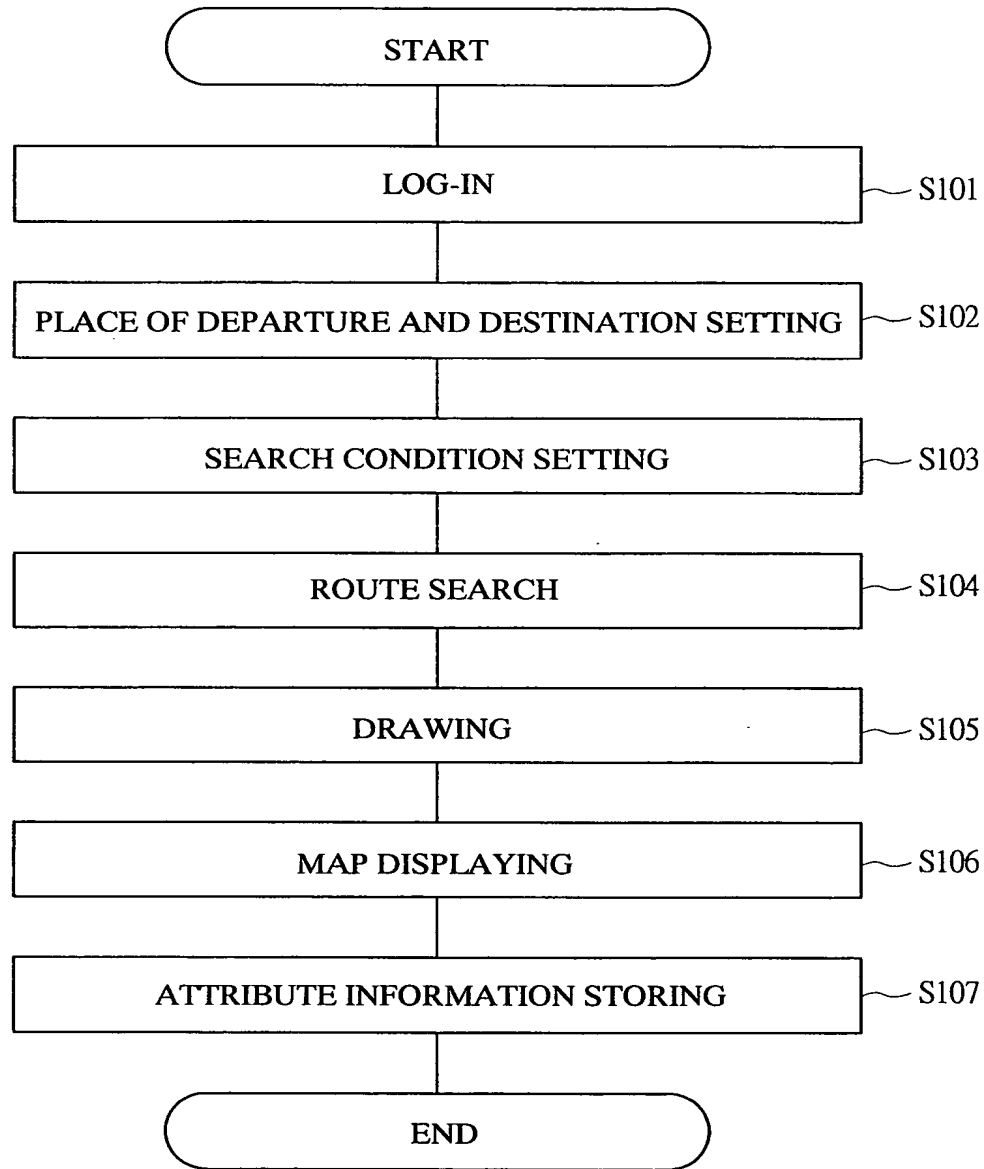 START
LOG-IN
S101
PLACE OF DEPARTURE AND DESTINATION SETTING
S102
SEARCH CONDITION SETTING
S103
ROUTE SEARCH
S104
DRAWING
S105
MAP DISPLAYING
S106
ATTRIBUTE INFORMATION STORING
S107
END